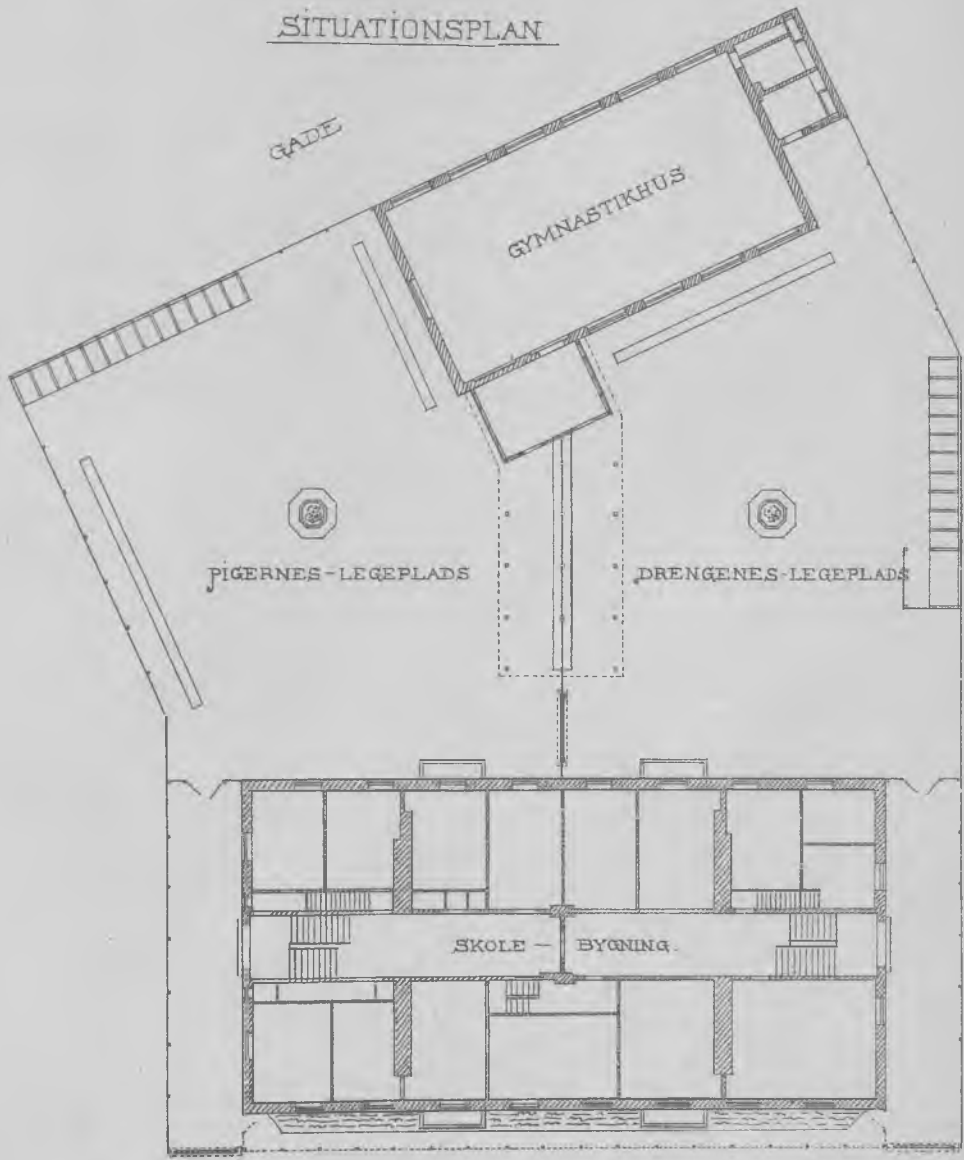 SITUATIONSPLAN
GADE
GYMNASTIKHUS
PIGERNES-LEGEPLADS
DRENGENES-LEGEPLADS
SKOLE - BYGNING.